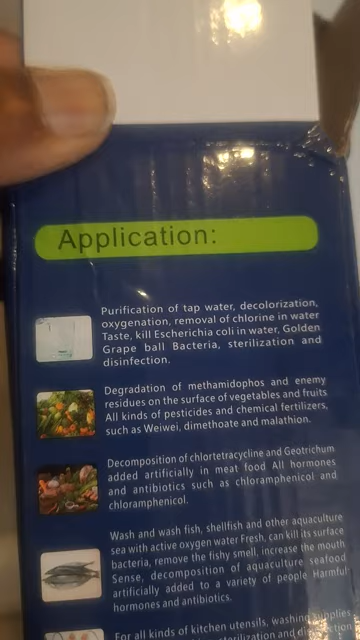 Application:
Purification of tap water, decolorization,
oxygenation, removal of chlorine in water
Taste, kill Escherichia coli in water, Golden
Grape ball Bacteria, sterilization and
disinfection.
Degradation of methamidophos and enemy
residues on the surface of vegetables and fruits
All kinds of pesticides and chemical fertilizers,
such as Weiwei, dimethoate and malathion.
Decomposition of chlortetracycline and Geotrichum
added artificially in meat food All hormones
and antibiotics such as chloramphenicol and
chloramphenicol.
Wash and wash fish, shellfish and other aquaculture
sea with active oxygen water Fresh, can kill its surface
bacteria, remove the fishy smell, increase the mouth
Sense, decomposition of aquaculture seafood
artificially added to a variety of people Harmful
hormones and antibiotics.
For all kinds of kitchen utensils, washing supplies
sterilization and disinfection